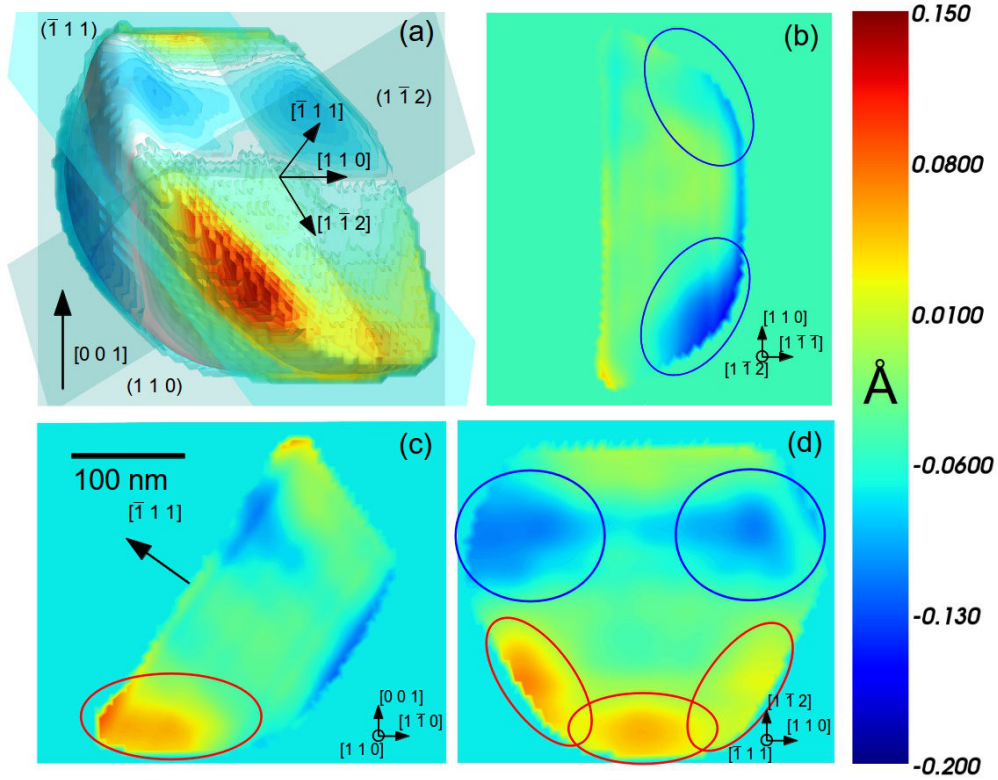 (1̅ 1 1)
(a)
(1 1̅ 2)
[1̅ 1 1]
[1 1 0]
[1 1̅ 2]
[0 0 1]
(1 1 0)
(b)
[1 1 0]
[1 1̅ 1̅]
[1 1̅ 2]
(c)
100 nm
[1̅ 1 1]
[0 0 1]
[1 1̅ 0]
[1 1 0]
(d)
[1 1̅ 2]
[1 1 0]
[1̅ 1 1]
0.150
0.0800
0.0100
Å
-0.0600
-0.130
-0.200